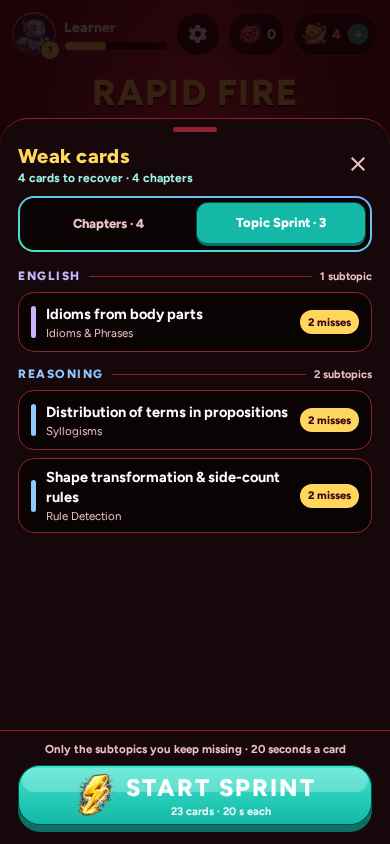 Learner
7
0
4
RAPID FIRE
Weak cards
4 cards to recover · 4 chapters
Chapters · 4
Topic Sprint · 3
ENGLISH
1 subtopic
Idioms from body parts
Idioms & Phrases
2 misses
REASONING
2 subtopics
Distribution of terms in propositions
Syllogisms
2 misses
Shape transformation & side-count
rules
Rule Detection
2 misses
Only the subtopics you keep missing · 20 seconds a card
START SPRINT
23 cards · 20 s each